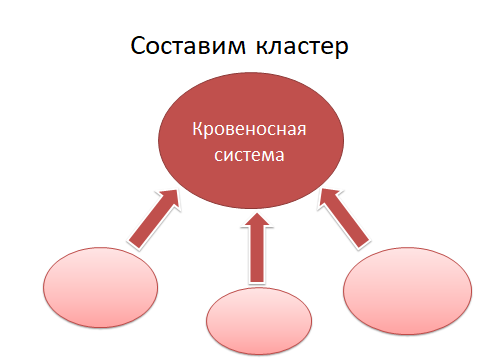 Составим кластер
Кровеносная
система